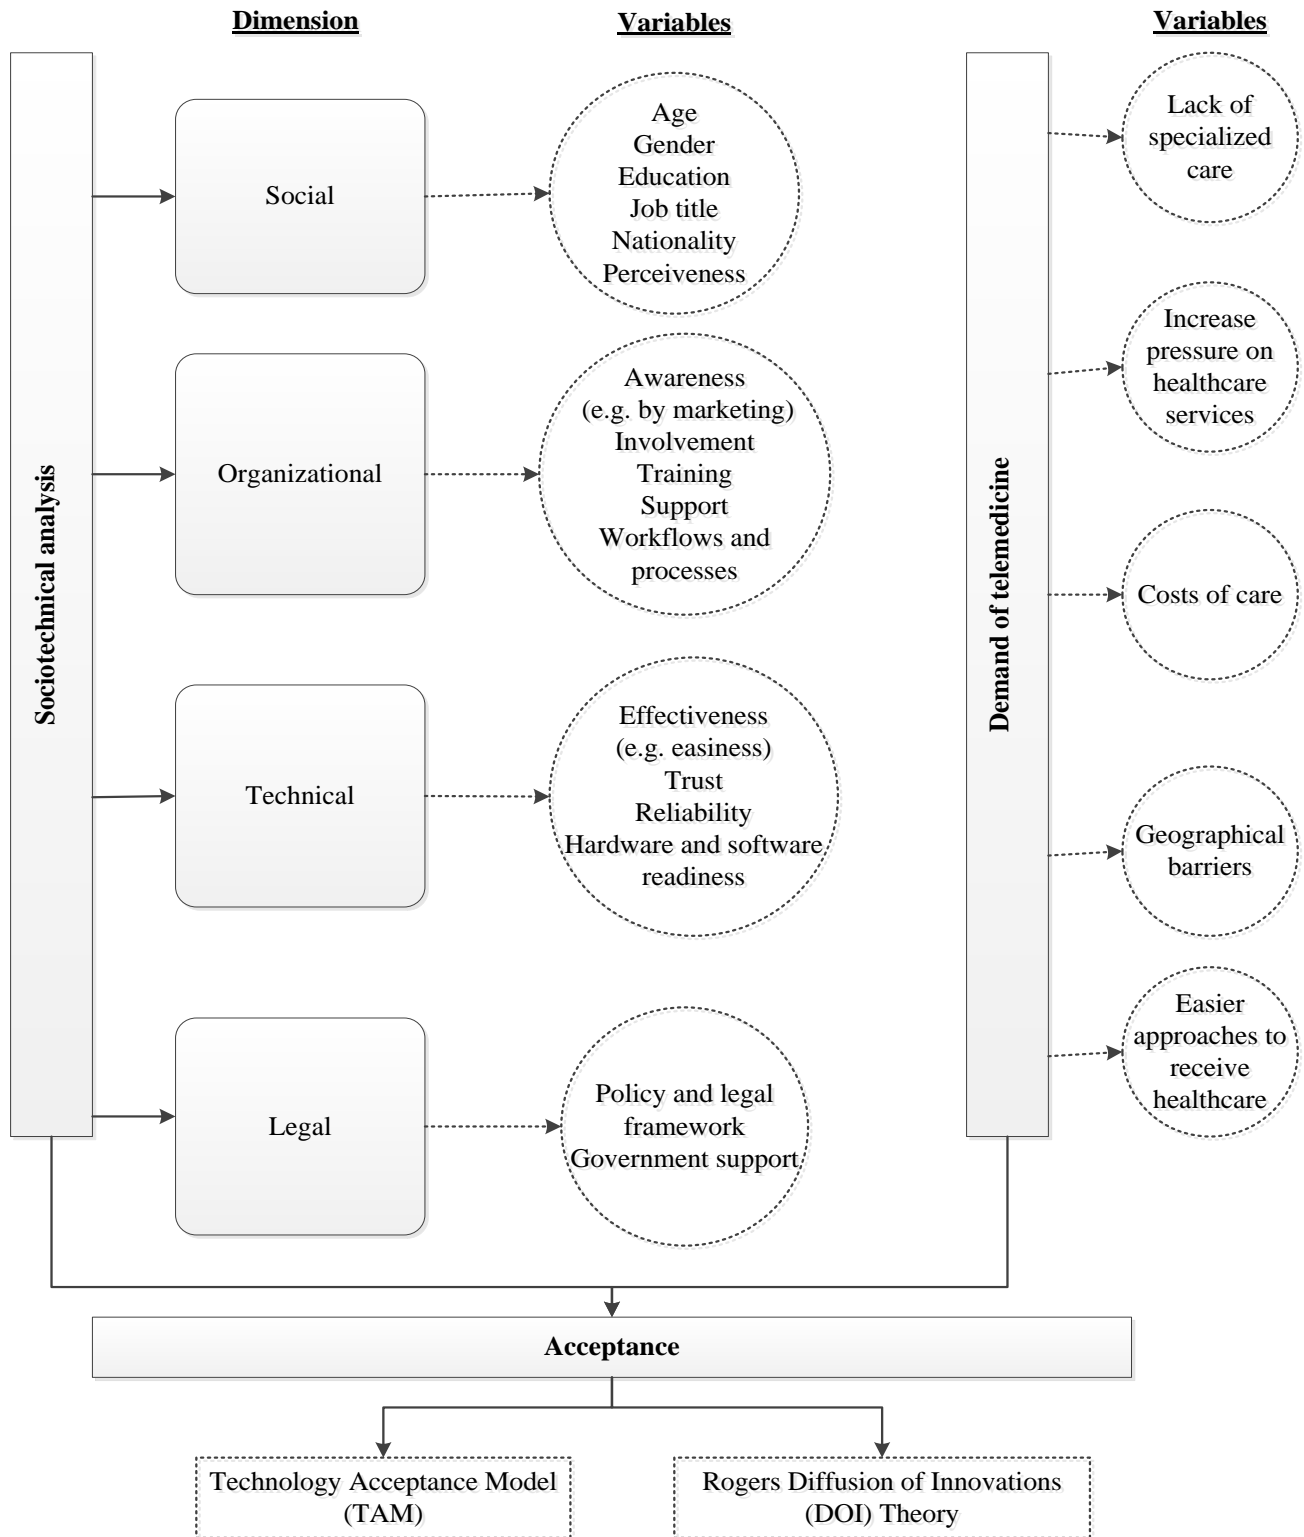 Dimension
Variables
Variables
Sociotechnical analysis
Social
Age
Gender
Education
Job title
Nationality
Perceiveness
Organizational
Awareness
(e.g. by marketing)
Involvement
Training
Support
Workflows and
processes
Technical
Effectiveness
(e.g. easiness)
Trust
Reliability
Hardware and software
readiness
Legal
Policy and legal
framework
Government support
Demand of telemedicine
Lack of
specialized
care
Increase
pressure on
healthcare
services
Costs of care
Geographical
barriers
Easier
approaches to
receive
healthcare
Acceptance
Technology Acceptance Model
(TAM)
Rogers Diffusion of Innovations
(DOI) Theory